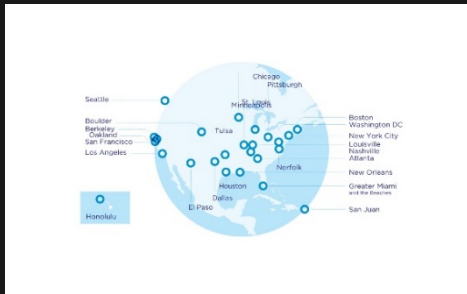 Chicago
Pittsburgh
St. Louis
Minneapolis
Seattle
Boulder
Berkeley
Oakland
San Francisco
Los Angeles
Tulsa
Boston
Washington DC
New York City
Louisville
Nashville
Atlanta
Norfolk
New Orleans
Houston
Greater Miami
and the Beaches
Dallas
El Paso
San Juan
Honolulu